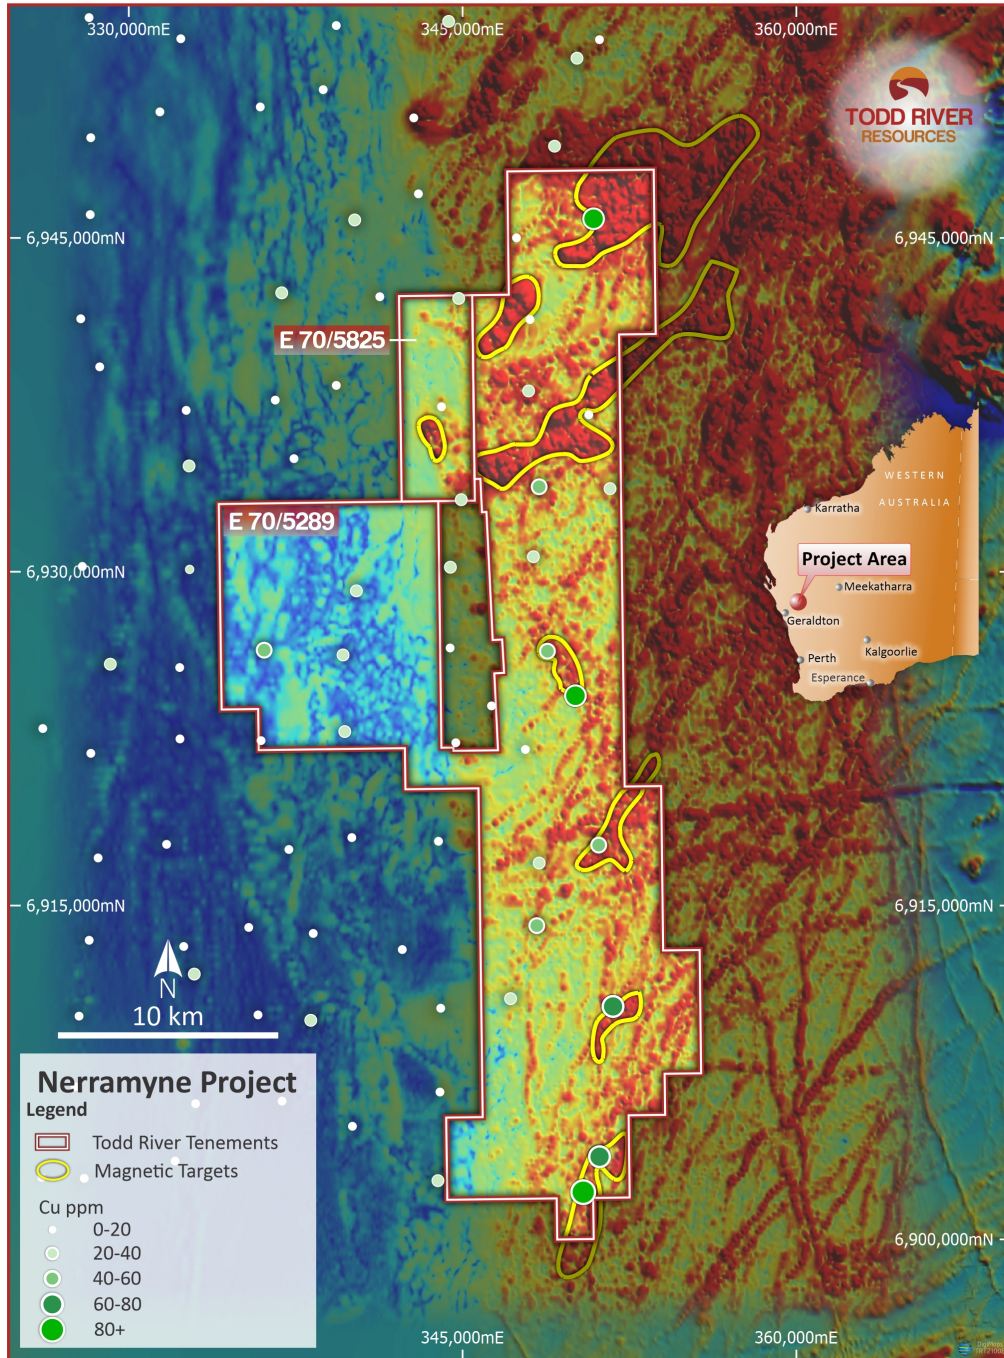 330,000mE
345,000mE
360,000mE
TODD RIVER
RESOURCES
6,945,000mN
6,945,000mN
E 70/5825
WESTERN
AUSTRALIA
Karratha
E 70/5289
Project Area
6,930,000mN
Meekatharra
Geraldton
Kalgoorlie
Perth
Esperance
6,915,000mN
6,915,000mN
N
10 km
Nerramyne Project
Legend
Todd River Tenements
Magnetic Targets
Cu ppm
0-20
20-40
40-60
60-80
80+
6,900,000mN
345,000mE
360,000mE